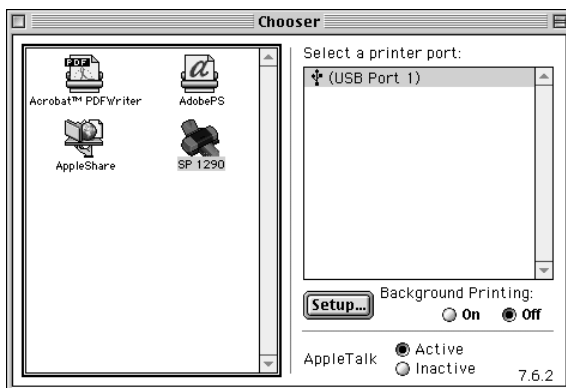 Chooser
Acrobat™ PDFWriter
AdobePS
AppleShare
SP 1290
Select a printer port:
(USB Port 1)
Setup...
Background Printing:
On Off
AppleTalk
Active
Inactive
7.6.2